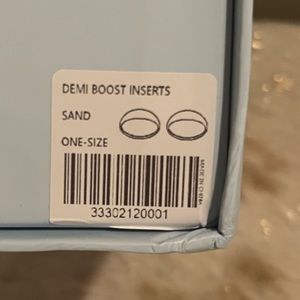 DEMI BOOST INSERTS
SAND
ONE-SIZE
MADE IN CHINA
33302120001